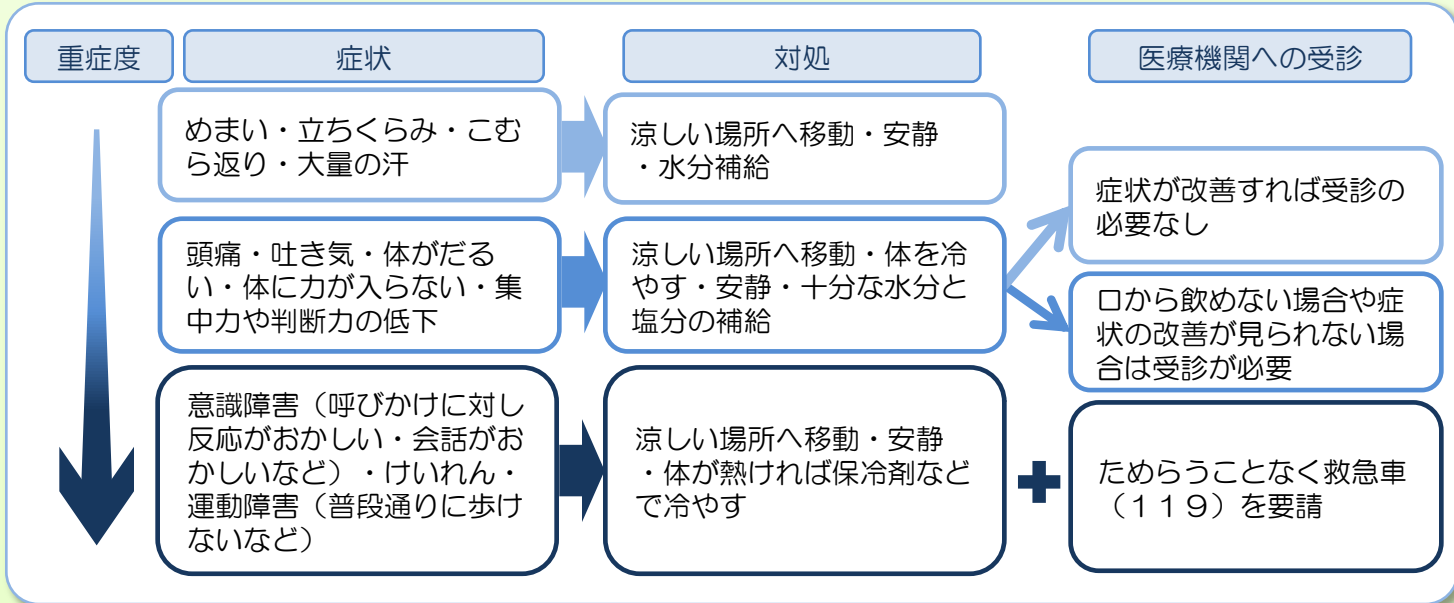 重症度
症状
対処
医療機関への受診
めまい・立ちくらみ・こむ
ら返り・大量の汗
涼しい場所へ移動・安静
・水分補給
症状が改善すれば受診の
必要なし
頭痛・吐き気・体がだる
い・体に力が入らない・集
中力や判断力の低下
涼しい場所へ移動・体を冷
やす・安静・十分な水分と
塩分の補給
口から飲めない場合や症
状の改善が見られない場
合は受診が必要
意識障害（呼びかけに対し
反応がおかしい・会話がお
かしいなど）・けいれん・
運動障害（普段通りに歩け
ないなど）
涼しい場所へ移動・安静
・体が熱ければ保冷剤など
で冷やす
ためらうことなく救急車
（１１９）を要請